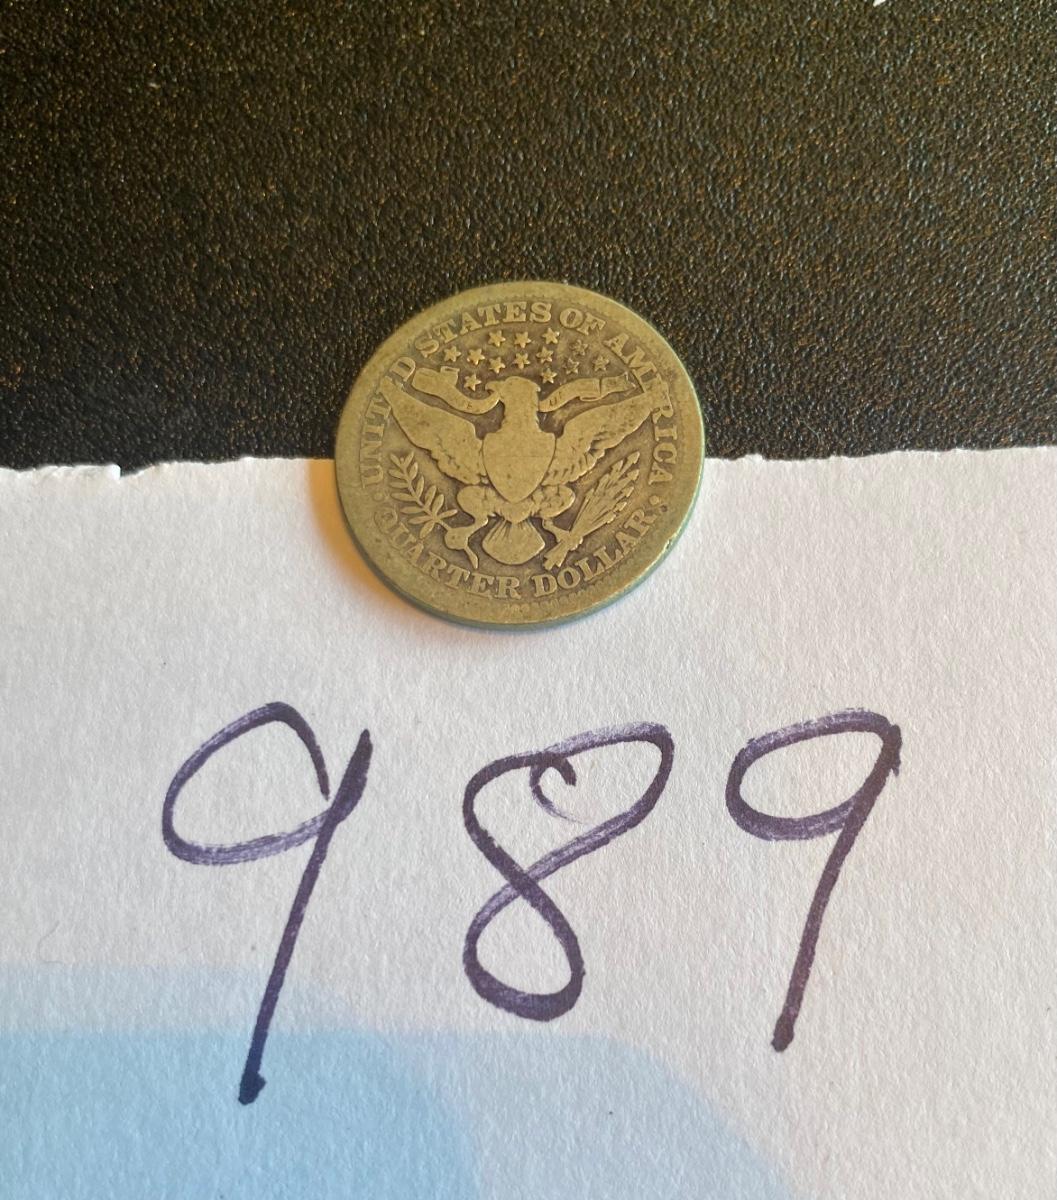 UNITED STATES OF AMERICA
QUARTER DOLLAR
989